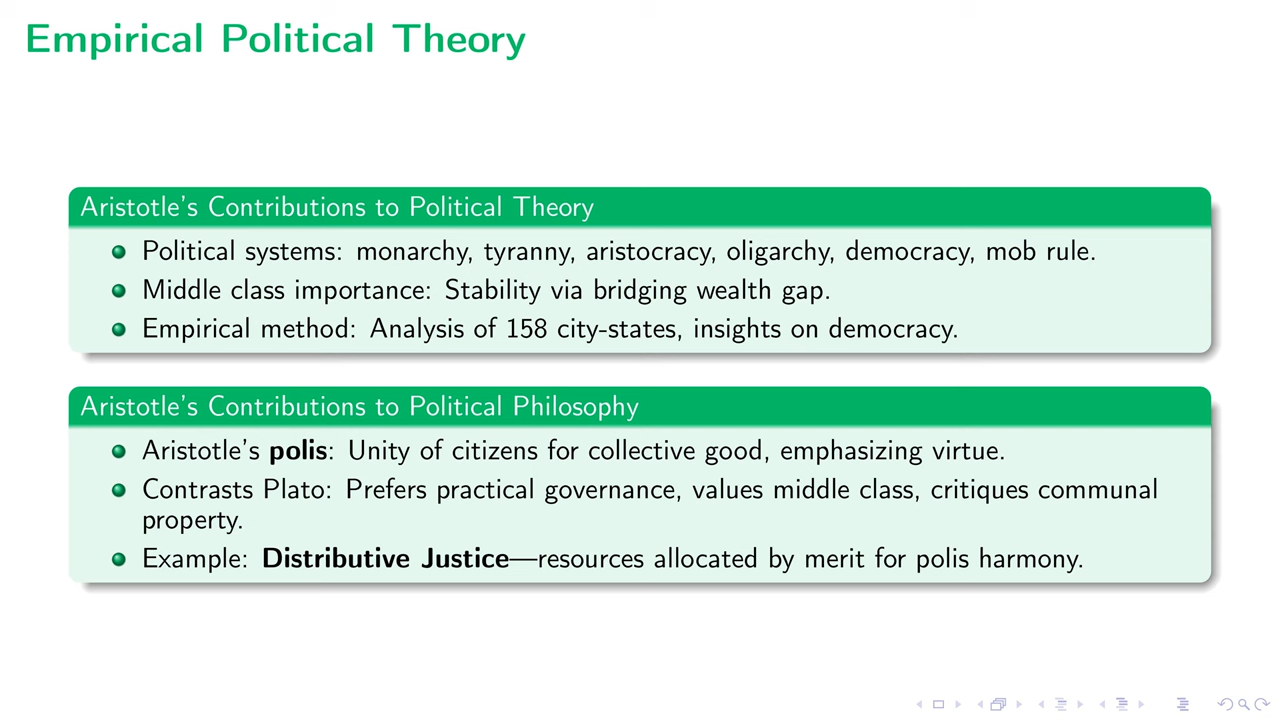 Empirical Political Theory
Aristotle's Contributions to Political Theory
Political systems: monarchy, tyranny, aristocracy, oligarchy, democracy, mob rule.
Middle class importance: Stability via bridging wealth gap.
Empirical method: Analysis of 158 city-states, insights on democracy.
Aristotle's Contributions to Political Philosophy
Aristotle's polis: Unity of citizens for collective good, emphasizing virtue.
Contrasts Plato: Prefers practical governance, values middle class, critiques communal
property.
Example: Distributive Justice—resources allocated by merit for polis harmony.